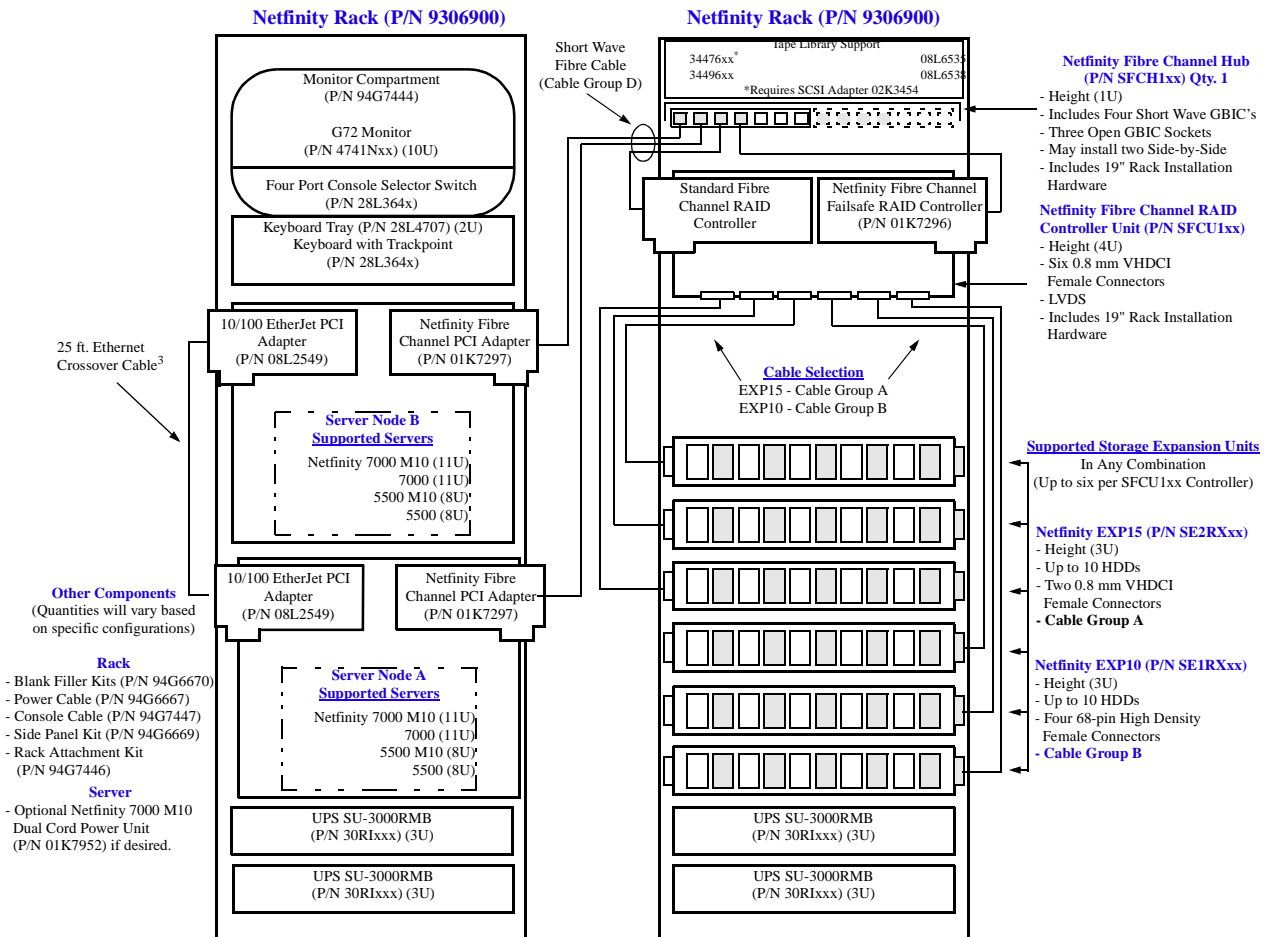 Netfinity Rack (P/N 9306900)
Monitor Compartment
(P/N 94G7444)
G72 Monitor
(P/N 4741Nxx) (10U)
Four Port Console Selector Switch
(P/N 28L364x)
Keyboard Tray (P/N 28L4707) (2U)
Keyboard with Trackpoint
(P/N 28L364x)
10/100 EtherJet PCI
Adapter
(P/N 08L2549)
Netfinity Fibre
Channel PCI Adapter
(P/N 01K7297)
25 ft. Ethernet
Crossover Cable3
Server Node B
Supported Servers
Netfinity 7000 M10 (11U)
7000 (11U)
5500 M10 (8U)
5500 (8U)
10/100 EtherJet PCI
Adapter
(P/N 08L2549)
Netfinity Fibre
Channel PCI Adapter
(P/N 01K7297)
Server Node A
Supported Servers
Netfinity 7000 M10 (11U)
7000 (11U)
5500 M10 (8U)
5500 (8U)
UPS SU-3000RMB
(P/N 30RIxxx) (3U)
UPS SU-3000RMB
(P/N 30RIxxx) (3U)
Other Components
(Quantities will vary based
on specific configurations)
Rack
- Blank Filler Kits (P/N 94G6670)
- Power Cable (P/N 94G6667)
- Console Cable (P/N 94G7447)
- Side Panel Kit (P/N 94G6669)
- Rack Attachment Kit
(P/N 94G7446)
Server
- Optional Netfinity 7000 M10
Dual Cord Power Unit
(P/N 01K7952) if desired.
Short Wave
Fibre Cable
(Cable Group D)
Netfinity Rack (P/N 9306900)
Tape Library Support
34476xx* 08L6535
34496xx 08L6538
*Requires SCSI Adapter 02K3454
Standard Fibre
Channel RAID
Controller
Netfinity Fibre Channel
Failsafe RAID Controller
(P/N 01K7296)
Cable Selection
EXP15 - Cable Group A
EXP10 - Cable Group B
UPS SU-3000RMB
(P/N 30RIxxx) (3U)
UPS SU-3000RMB
(P/N 30RIxxx) (3U)
Netfinity Fibre Channel Hub
(P/N SFCH1xx) Qty. 1
- Height (1U)
- Includes Four Short Wave GBIC's
- Three Open GBIC Sockets
- May install two Side-by-Side
- Includes 19" Rack Installation
Hardware
Netfinity Fibre Channel RAID
Controller Unit (P/N SFCU1xx)
- Height (4U)
- Six 0.8 mm VHDCI
Female Connectors
- LVDS
- Includes 19" Rack Installation
Hardware
Supported Storage Expansion Units
In Any Combination
(Up to six per SFCU1xx Controller)
Netfinity EXP15 (P/N SE2RXxx)
- Height (3U)
- Up to 10 HDDs
- Two 0.8 mm VHDCI
Female Connectors
- Cable Group A
Netfinity EXP10 (P/N SE1RXxx)
- Height (3U)
- Up to 10 HDDs
- Four 68-pin High Density
Female Connectors
- Cable Group B